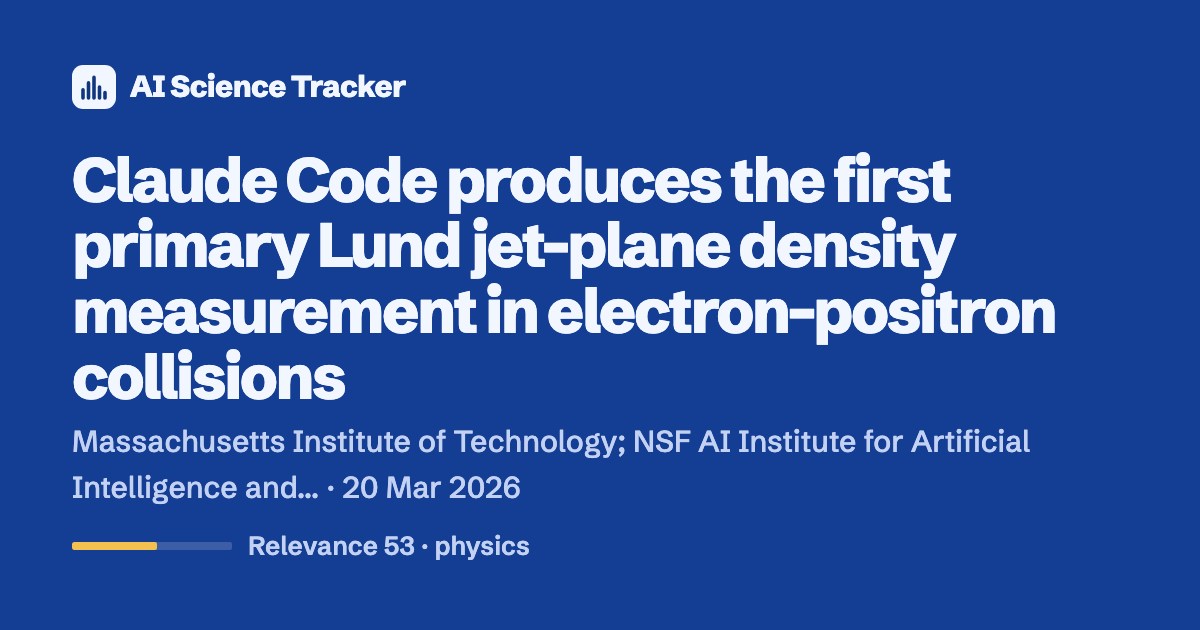 AI Science Tracker
Claude Code produces the first
primary Lund jet-plane density
measurement in electron-positron
collisions
Massachusetts Institute of Technology; NSF AI Institute for Artificial
Intelligence and... · 20 Mar 2026
Relevance 53 · physics